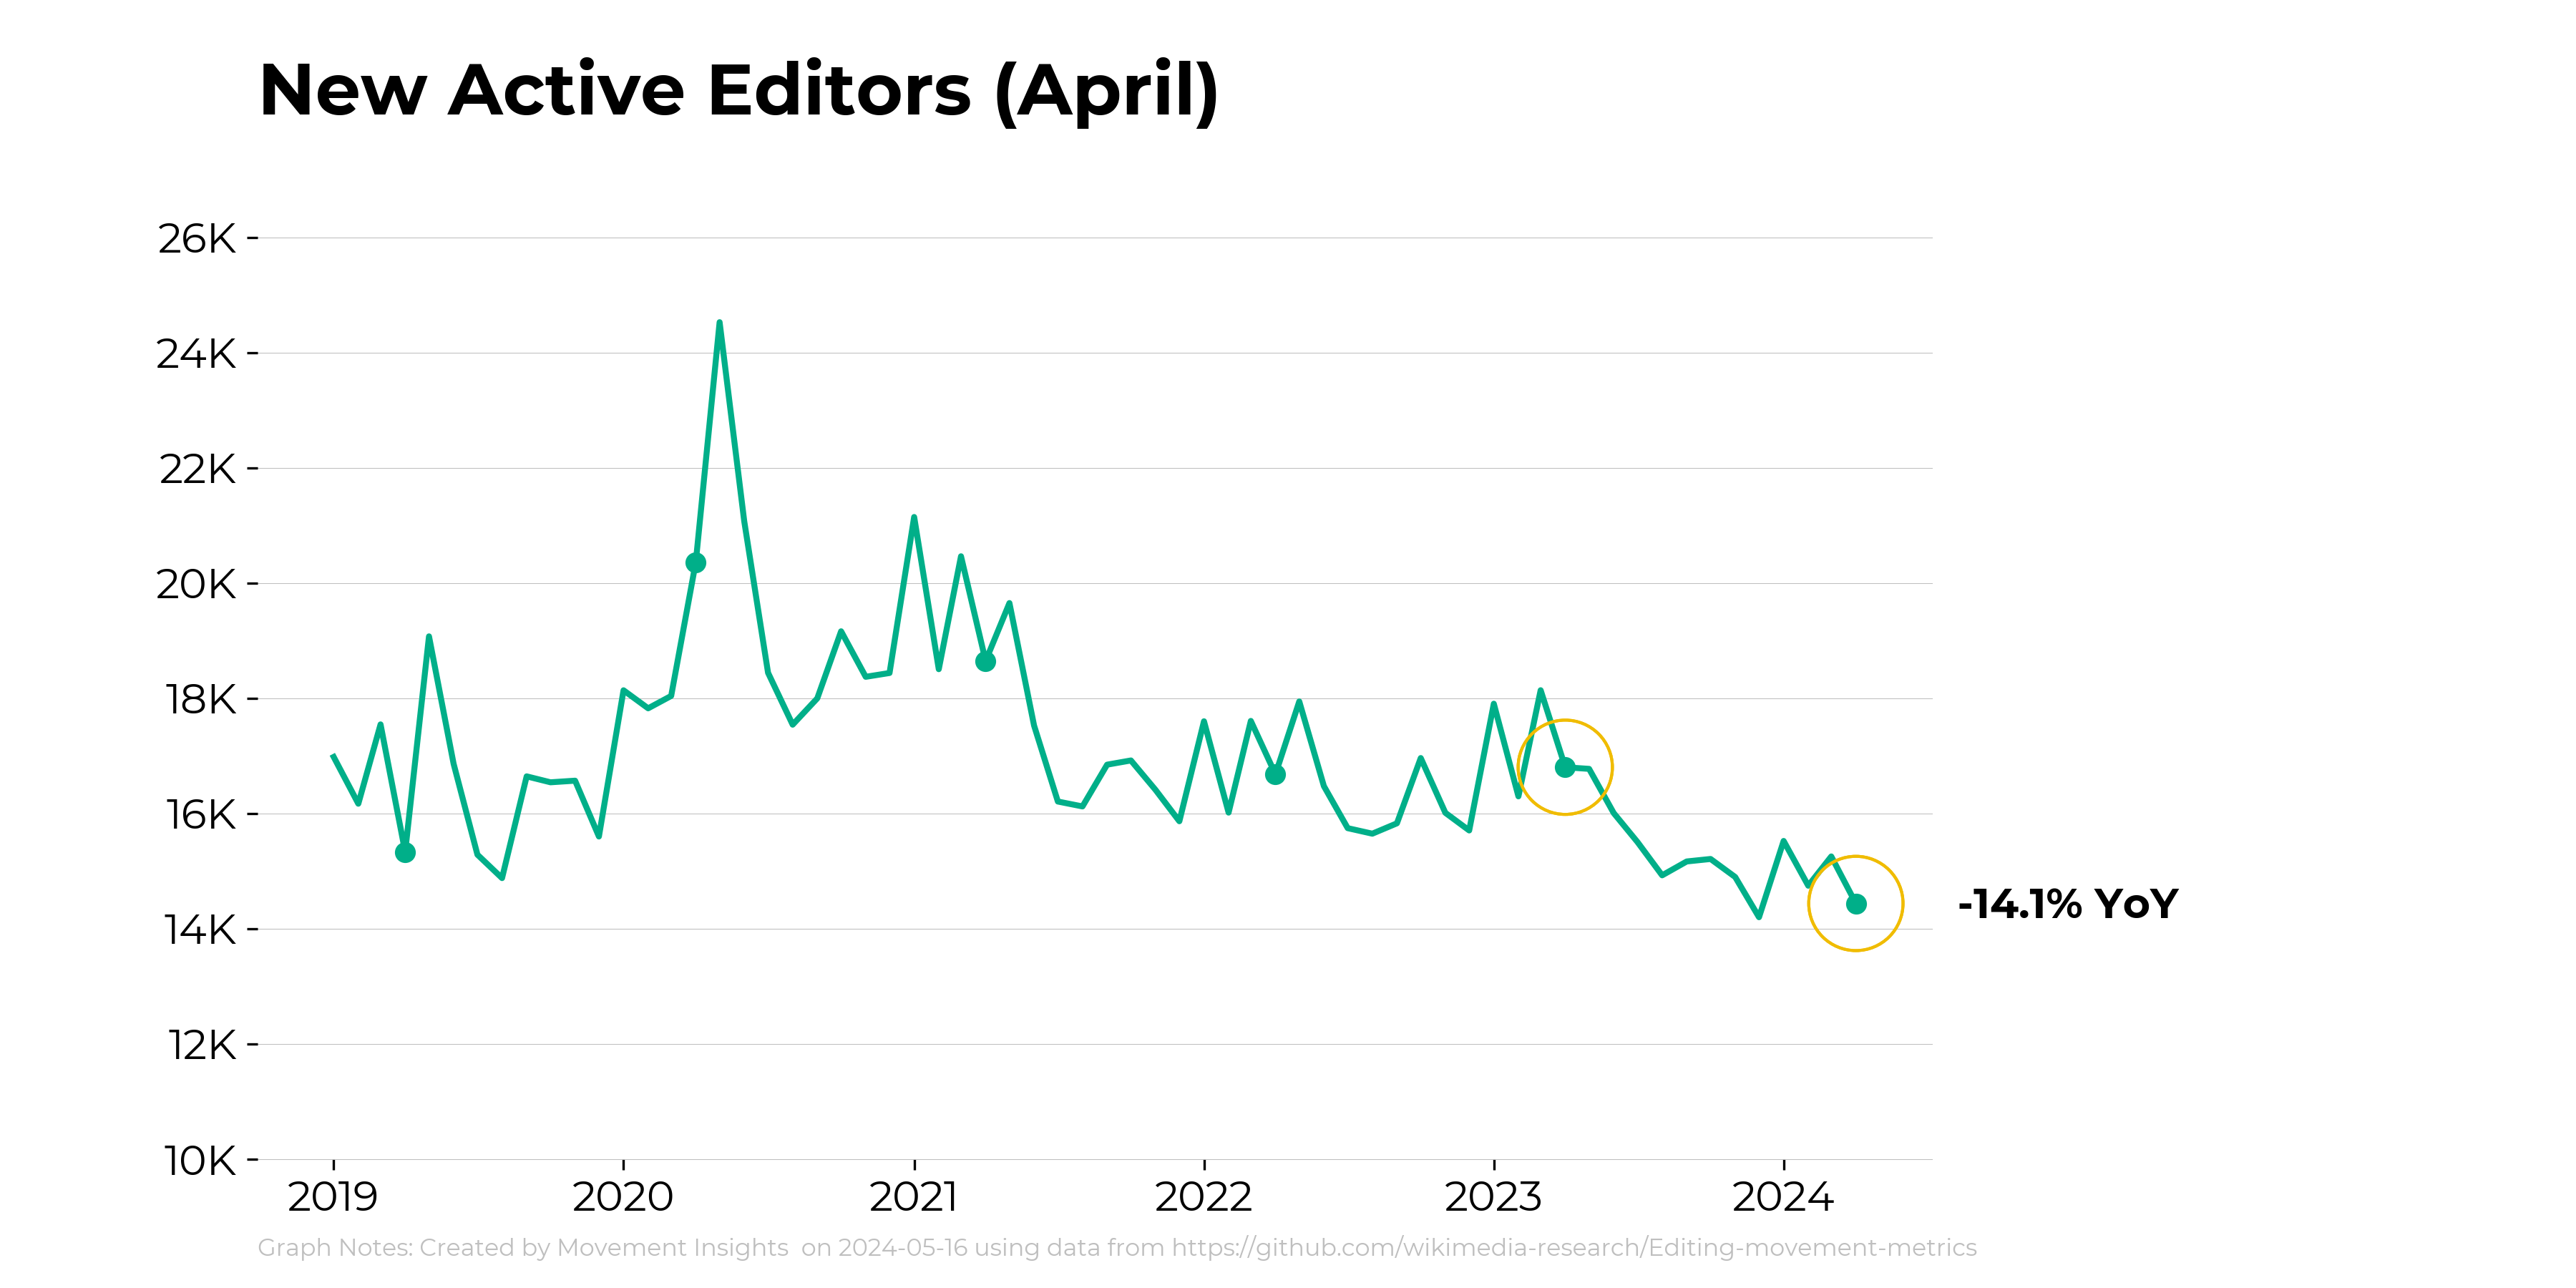 New Active Editors (April)
26K
24K
22K
20K
18K
16K
14K
12K
10K
-14.1% YoY
2019 2020 2021 2022 2023 2024
Graph Notes: Created by Movement Insights  on 2024-05-16 using data from https://github.com/wikimedia-research/Editing-movement-metrics